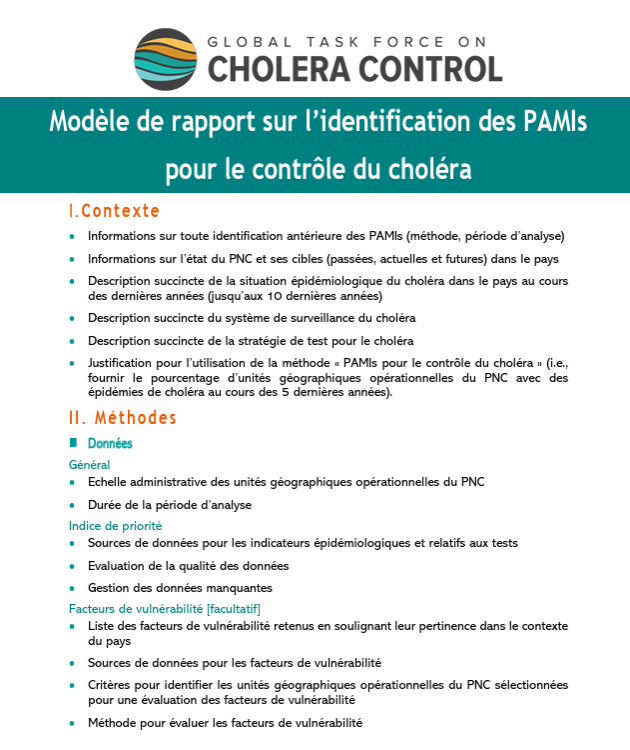 GLOBAL TASK FORCE ON
CHOLERA CONTROL
Modèle de rapport sur l'identification des PAMIs
pour le contrôle du choléra
I.Contexte
• Informations sur toute identification antérieure des PAMIs (méthode, période d'analyse)
• Informations sur l'état du PNC et ses cibles (passées, actuelles et futures) dans le pays
• Description succincte de la situation épidémiologique du choléra dans le pays au cours
des dernières années (jusqu'aux 10 dernières années)
• Description succincte du système de surveillance du choléra
• Description succincte de la stratégie de test pour le choléra
• Justification pour l'utilisation de la méthode « PAMIs pour le contrôle du choléra » (i.e.,
fournir le pourcentage d'unités géographiques opérationnelles du PNC avec des
épidémies de choléra au cours des 5 dernières années).
II. Méthodes
■ Données
Général
• Echelle administrative des unités géographiques opérationnelles du PNC
• Durée de la période d'analyse
Indice de priorité
• Sources de données pour les indicateurs épidémiologiques et relatifs aux tests
• Evaluation de la qualité des données
• Gestion des données manquantes
Facteurs de vulnérabilité [facultatif]
• Liste des facteurs de vulnérabilité retenus en soulignant leur pertinence dans le contexte
du pays
• Sources de données pour les facteurs de vulnérabilité
• Critères pour identifier les unités géographiques opérationnelles du PNC sélectionnées
pour une évaluation des facteurs de vulnérabilité
• Méthode pour évaluer les facteurs de vulnérabilité